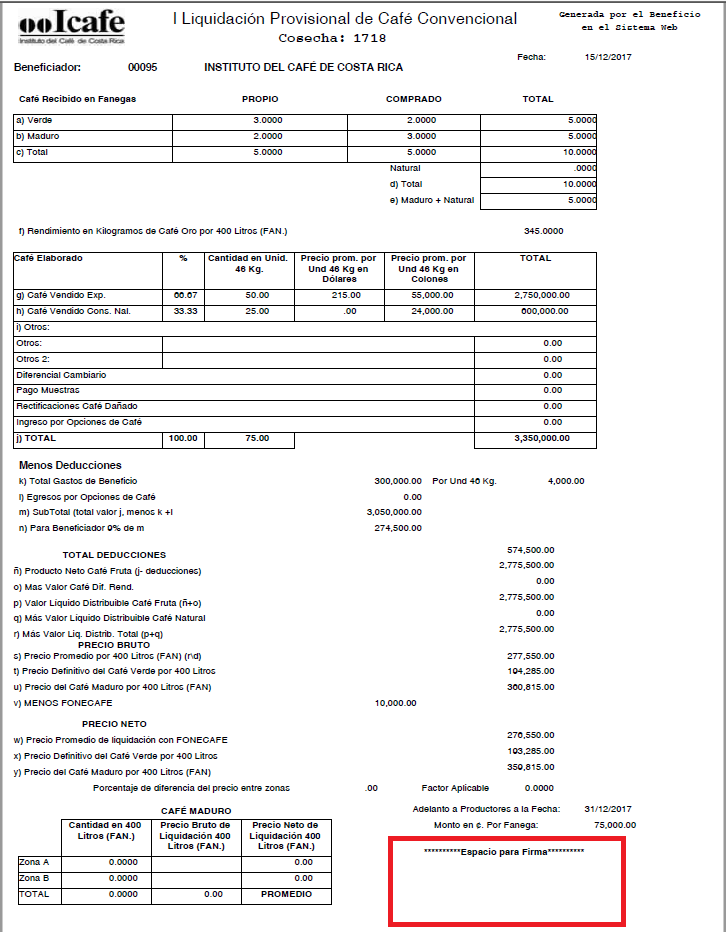 ooIcafe
Instituto del Café de Costa Rica
I Liquidación Provisional de Café Convencional
Cosecha: 1718
Generada por el Beneficio
en el Sistema Web
Fecha: 15/12/2017
Beneficiador: 00095 INSTITUTO DEL CAFÉ DE COSTA RICA
Café Recibido en Fanegas PROPIO COMPRADO TOTAL
a) Verde 3.0000 2.0000 5.0000
b) Maduro 2.0000 3.0000 5.0000
c) Total 5.0000 5.0000 10.0000
Natural .0000
d) Total 10.0000
e) Maduro + Natural 5.0000
f) Rendimiento en Kilogramos de Café Oro por 400 Litros (FAN.) 345.0000
Café Elaborado % Cantidad en Unid. 46 Kg. Precio prom. por Und 46 Kg en Dólares Precio prom. por Und 46 Kg en Colones TOTAL
g) Café Vendido Exp. 66.67 50.00 215.00 55,000.00 2,750,000.00
h) Café Vendido Cons. Nal. 33.33 25.00 .00 24,000.00 600,000.00
i) Otros:
Otros: 0.00
Otros 2: 0.00
Diferencial Cambiario 0.00
Pago Muestras 0.00
Rectificaciones Café Dañado 0.00
Ingreso por Opciones de Café 0.00
j) TOTAL 100.00 75.00 3,350,000.00
Menos Deducciones
k) Total Gastos de Beneficio 300,000.00 Por Und 46 Kg. 4,000.00
l) Egresos por Opciones de Café 0.00
m) SubTotal (total valor j, menos k +l 3,050,000.00
n) Para Beneficiador 9% de m 274,500.00
TOTAL DEDUCCIONES 574,500.00
ñ) Producto Neto Café Fruta (j- deducciones) 2,775,500.00
o) Mas Valor Café Dif. Rend. 0.00
p) Valor Líquido Distribuible Café Fruta (ñ+o) 2,775,500.00
q) Más Valor Líquido Distribuible Café Natural 0.00
r) Más Valor Liq. Distrib. Total (p+q) 2,775,500.00
PRECIO BRUTO
s) Precio Promedio por 400 Litros (FAN) (r\d) 277,550.00
t) Precio Definitivo del Café Verde por 400 Litros 194,285.00
u) Precio del Café Maduro por 400 Litros (FAN) 360,815.00
v) MENOS FONECAFE 10,000.00
PRECIO NETO
w) Precio Promedio de liquidación con FONECAFE 276,550.00
x) Precio Definitivo del Café Verde por 400 Litros 193,285.00
y) Precio del Café Maduro por 400 Litros (FAN) 359,815.00
Porcentaje de diferencia del precio entre zonas .00 Factor Aplicable 0.0000
CAFÉ MADURO
Adelanto a Productores a la Fecha: 31/12/2017
Monto en ¢. Por Fanega: 75,000.00
Cantidad en 400 Litros (FAN.) Precio Bruto de Liquidación 400 Litros (FAN.) Precio Neto de Liquidación 400 Litros (FAN.)
Zona A 0.0000 0.00
Zona B 0.0000 0.00
TOTAL 0.0000 0.00 PROMEDIO
**********Espacio para Firma**********